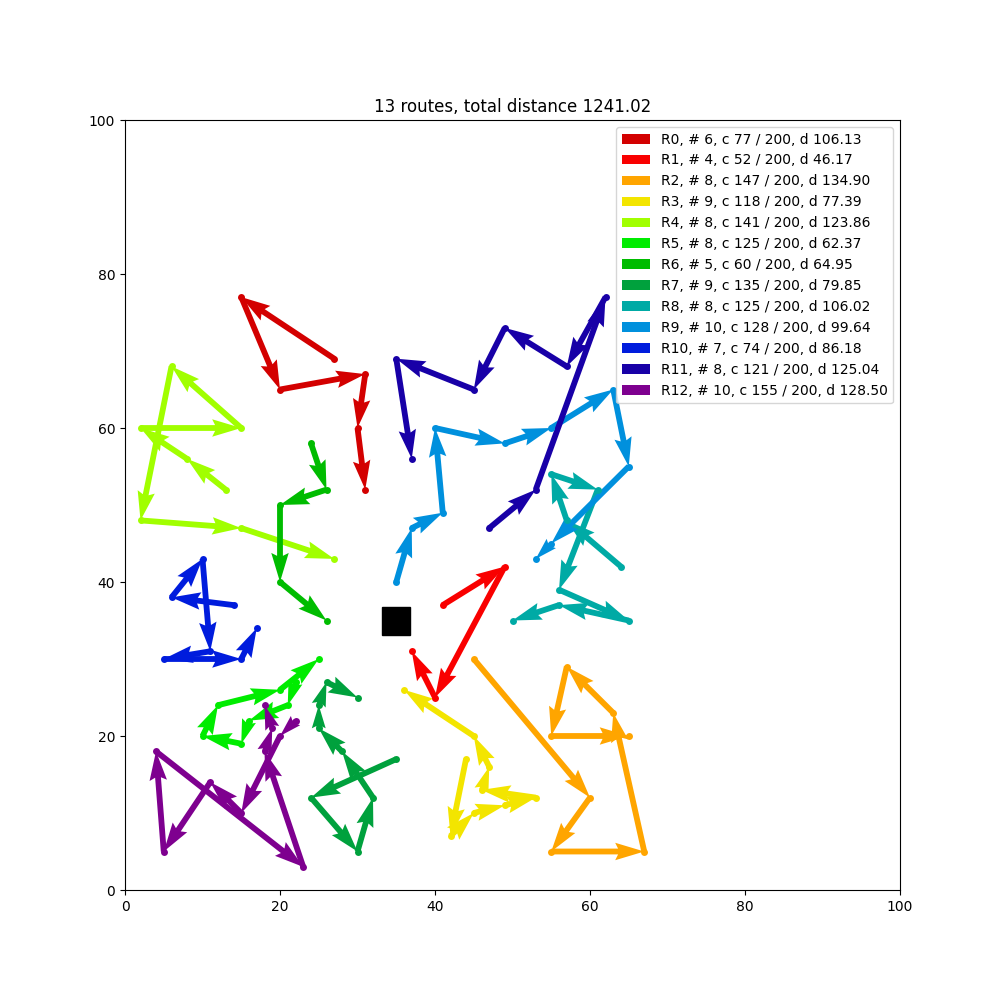 13 routes, total distance 1241.02
R0, # 6, c 77 / 200, d 106.13
R1, # 4, c 52 / 200, d 46.17
R2, # 8, c 147 / 200, d 134.90
R3, # 9, c 118 / 200, d 77.39
R4, # 8, c 141 / 200, d 123.86
R5, # 8, c 125 / 200, d 62.37
R6, # 5, c 60 / 200, d 64.95
R7, # 9, c 135 / 200, d 79.85
R8, # 8, c 125 / 200, d 106.02
R9, # 10, c 128 / 200, d 99.64
R10, # 7, c 74 / 200, d 86.18
R11, # 8, c 121 / 200, d 125.04
R12, # 10, c 155 / 200, d 128.50
100
80
60
40
20
0
0 20 40 60 80 100